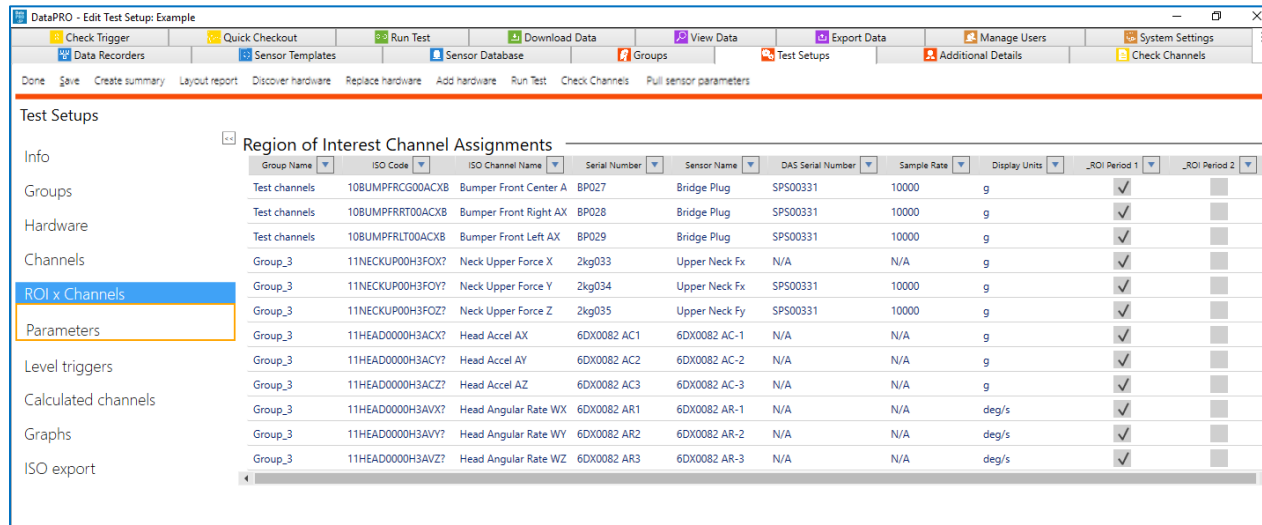 DataPRO - Edit Test Setup: Example
Check Trigger Quick Checkout Run Test Download Data View Data Export Data Manage Users System Settings
Data Recorders Sensor Templates Sensor Database Groups Test Setups Additional Details Check Channels
Done Save Create summary Layout report Discover hardware Replace hardware Add hardware Run Test Check Channels Pull sensor parameters
Test Setups
<<
Info
Groups
Hardware
Channels
ROI x Channels
Parameters
Level triggers
Calculated channels
Graphs
ISO export
Region of Interest Channel Assignments
Group Name ISO Code ISO Channel Name Serial Number Sensor Name DAS Serial Number Sample Rate Display Units _ROI Period 1 _ROI Period 2
Test channels 10BUMPFRCG00ACXB Bumper Front Center A BP027 Bridge Plug SPS00331 10000 g
Test channels 10BUMPFRRT00ACXB Bumper Front Right AX BP028 Bridge Plug SPS00331 10000 g
Test channels 10BUMPFRLT00ACXB Bumper Front Left AX BP029 Bridge Plug SPS00331 10000 g
Group_3 11NECKUP00H3FOX? Neck Upper Force X 2kg033 Upper Neck Fx N/A N/A g
Group_3 11NECKUP00H3FOY? Neck Upper Force Y 2kg034 Upper Neck Fx SPS00331 10000 g
Group_3 11NECKUP00H3FOZ? Neck Upper Force Z 2kg035 Upper Neck Fy SPS00331 10000 g
Group_3 11HEAD0000H3ACX? Head Accel AX 6DX0082 AC1 6DX0082 AC-1 N/A N/A g
Group_3 11HEAD0000H3ACY? Head Accel AY 6DX0082 AC2 6DX0082 AC-2 N/A N/A g
Group_3 11HEAD0000H3ACZ? Head Accel AZ 6DX0082 AC3 6DX0082 AC-3 N/A N/A g
Group_3 11HEAD0000H3AVX? Head Angular Rate WX 6DX0082 AR1 6DX0082 AR-1 N/A N/A deg/s
Group_3 11HEAD0000H3AVY? Head Angular Rate WY 6DX0082 AR2 6DX0082 AR-2 N/A N/A deg/s
Group_3 11HEAD0000H3AVZ? Head Angular Rate WZ 6DX0082 AR3 6DX0082 AR-3 N/A N/A deg/s